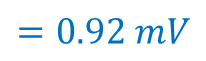 = 0.92 mV